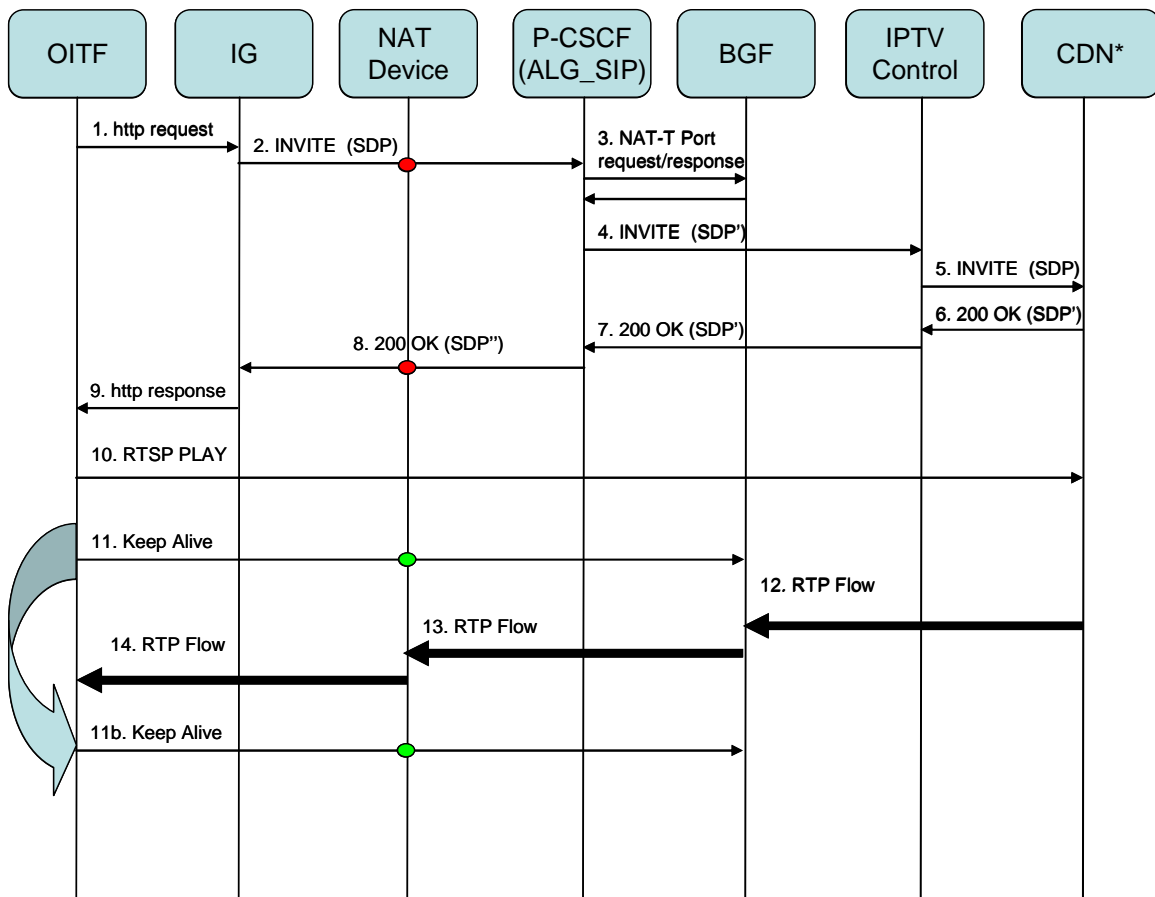 OITF
IG
NAT
Device
P-CSCF
(ALG_SIP)
BGF
IPTV
Control
CDN*
1. http request
2. INVITE (SDP)
3. NAT-T Port
request/response
4. INVITE (SDP')
5. INVITE (SDP)
6. 200 OK (SDP')
7. 200 OK (SDP')
8. 200 OK (SDP'')
9. http response
10. RTSP PLAY
11. Keep Alive
12. RTP Flow
13. RTP Flow
14. RTP Flow
11b. Keep Alive